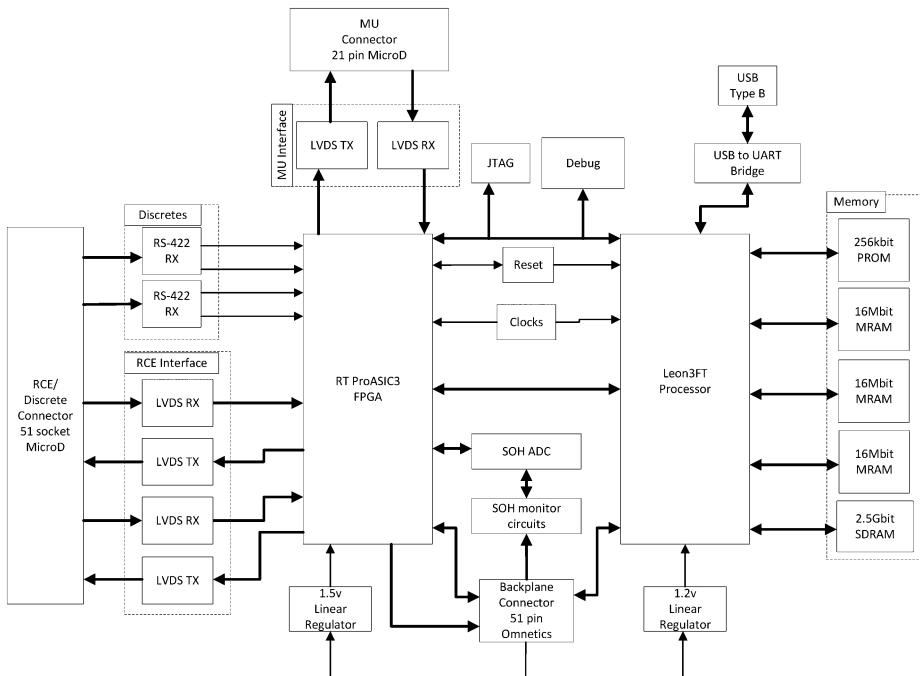 MU
Connector
21 pin MicroD
MU Interface
LVDS TX
LVDS RX
JTAG
Debug
USB
Type B
USB to UART
Bridge
Memory
256kbit
PROM
16Mbit
MRAM
16Mbit
MRAM
16Mbit
MRAM
2.5Gbit
SDRAM
Discretes
RS-422
RX
RS-422
RX
RCE Interface
LVDS RX
LVDS TX
LVDS RX
LVDS TX
RCE/
Discrete
Connector
51 socket
MicroD
RT ProASIC3
FPGA
Reset
Clocks
Leon3FT
Processor
SOH ADC
SOH monitor
circuits
Backplane
Connector
51 pin
Omnetics
1.5v
Linear
Regulator
1.2v
Linear
Regulator